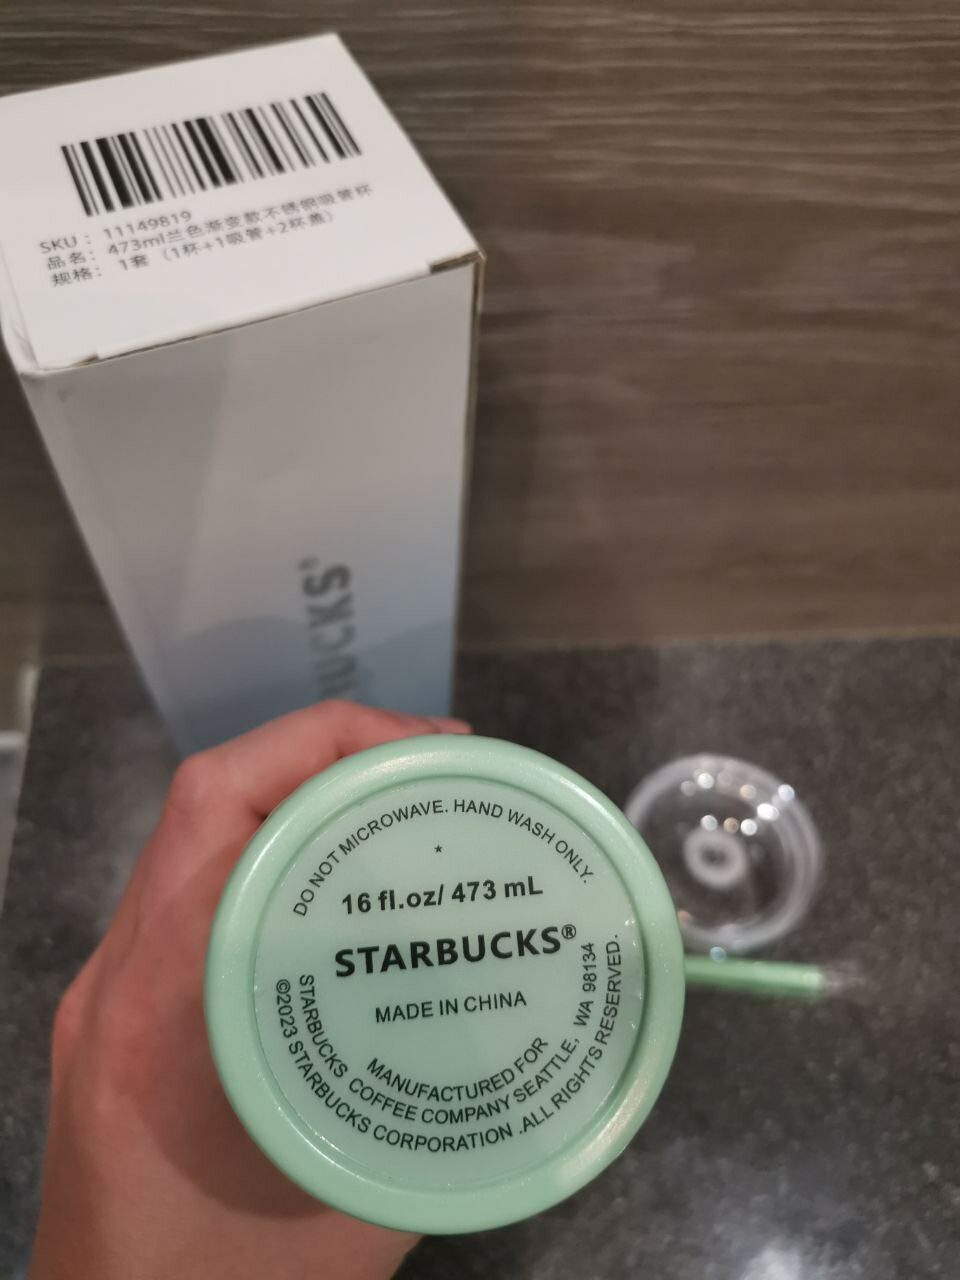 SKU： 11149819
品名： 473ml兰色渐变款不锈钢吸管杯
规格： 1套（1杯+1吸管+2杯盖）
DO NOT MICROWAVE. HAND WASH ONLY.
16 fl.oz/ 473 mL
STARBUCKS®
MADE IN CHINA
MANUFACTURED FOR
STARBUCKS COFFEE COMPANY SEATTLE, WA 98134
©2023 STARBUCKS CORPORATION .ALL RIGHTS RESERVED.